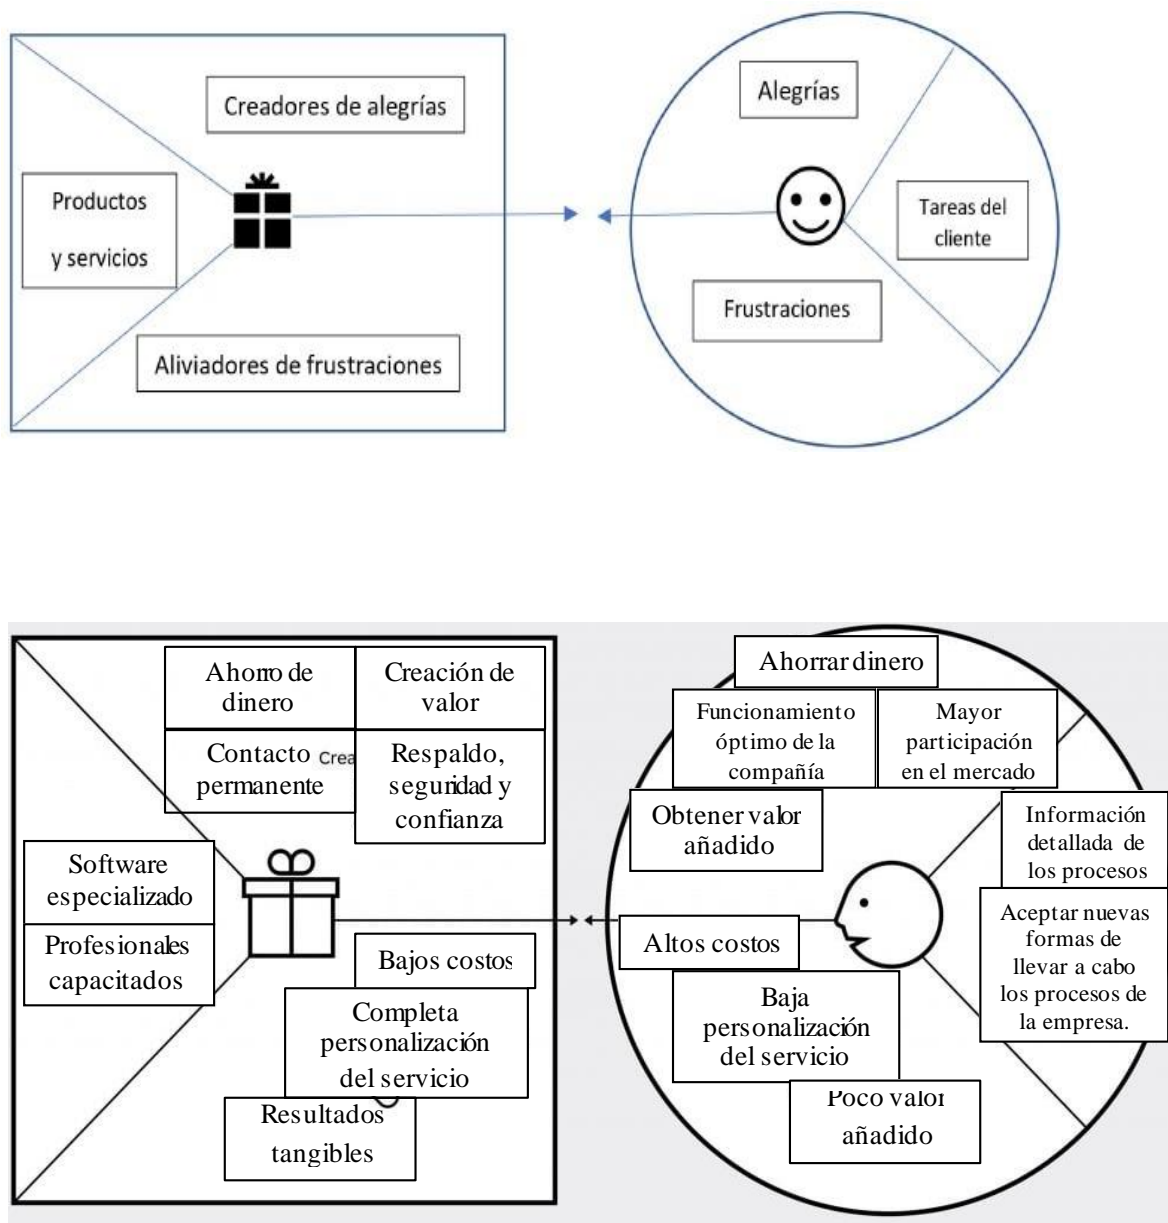 Creadores de alegrías
Productos
y servicios
Aliviadores de frustraciones
Alegrías
Tareas del
cliente
Frustraciones
Ahorro de
dinero
Creación de
valor
Contacto
permanente
Crea
Respaldo,
seguridad y
confianza
Software
especializado
Profesionales
capacitados
Bajos costos
Completa
personalización
del servicio
Resultados
tangibles
Ahorrar dinero
Funcionamiento
óptimo de la
compañía
Mayor
participación
en el mercado
Obtener valor
añadido
Información
detallada de
los procesos
Aceptar nuevas
formas de
llevar a cabo
los procesos de
la empresa.
Altos costos
Baja
personalización
del servicio
Poco valor
añadido